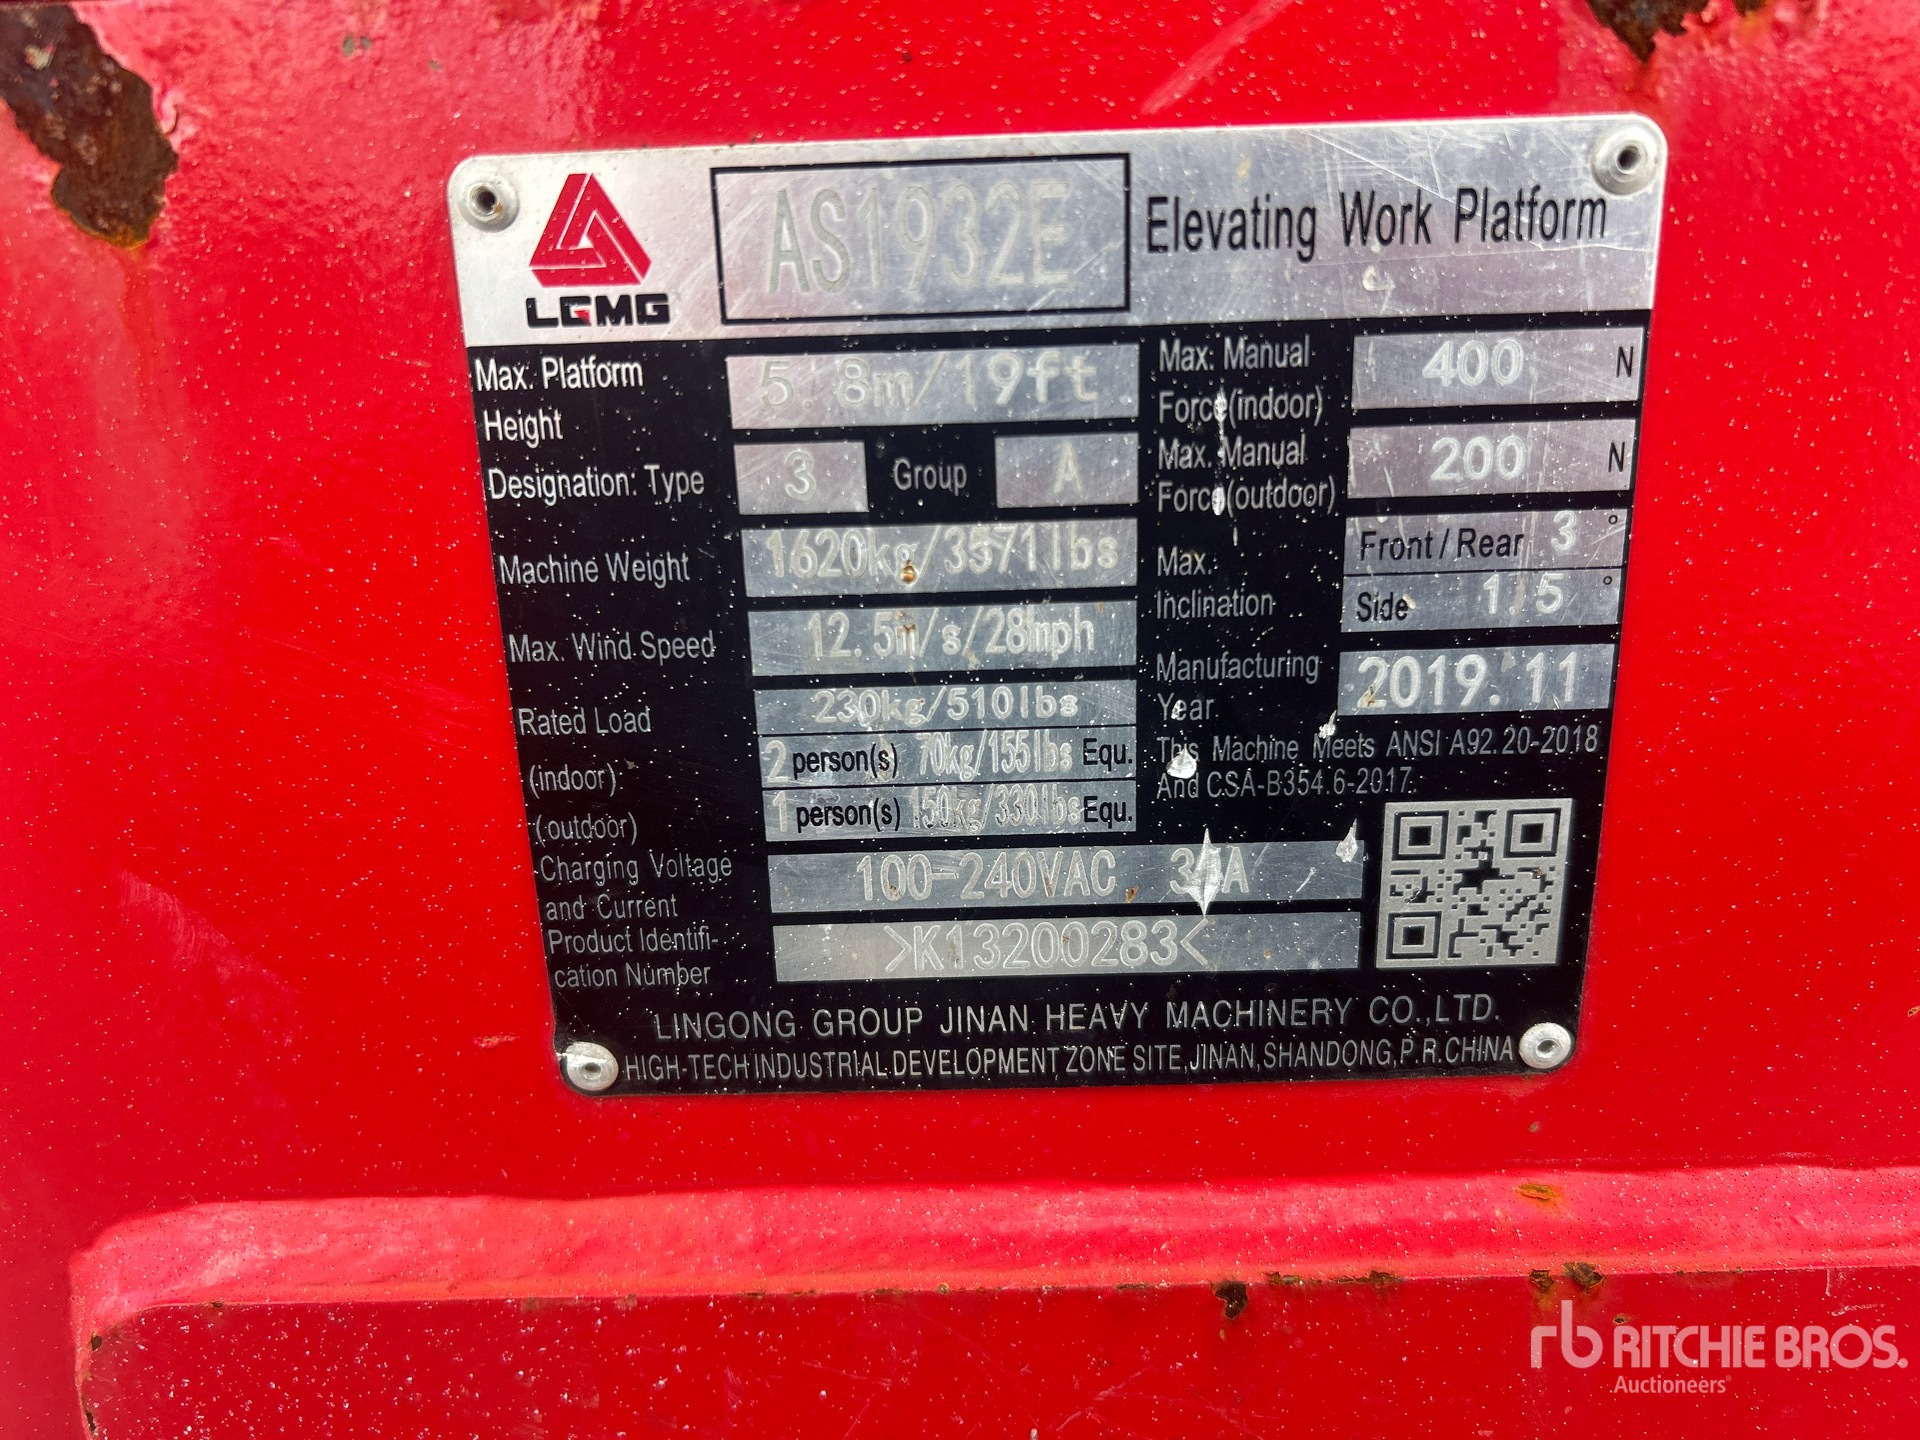 LGMG
AS1932E
Elevating Work Platform
Max. Platform Height
5.8m/19ft
Designation: Type
3
Group
A
Machine Weight
1620kg/3571lbs
Max. Wind Speed
12.5m/s/28mph
Rated Load
230kg/510lbs
(indoor)
2 person(s) 70kg/155lbs Equ.
(outdoor)
1 person(s) 150kg/330lbs Equ.
Charging Voltage and Current
100-240VAC
Product Identifi-
cation Number
>K13200283<
Max. Manual
Force(indoor)
400 N
Max. Manual
Force(outdoor)
200 N
Max.
Inclination
Front/Rear 3°
Side 1.5°
Manufacturing
Year
2019.11
This Machine Meets ANSI A92.20-2018
And CSA-B354.6-2017.
LINGONG GROUP JINAN HEAVY MACHINERY CO.,LTD.
HIGH-TECH INDUSTRIAL DEVELOPMENT ZONE SITE,JINAN,SHANDONG,P.R.CHINA
rb RITCHIE BROS.
Auctioneers